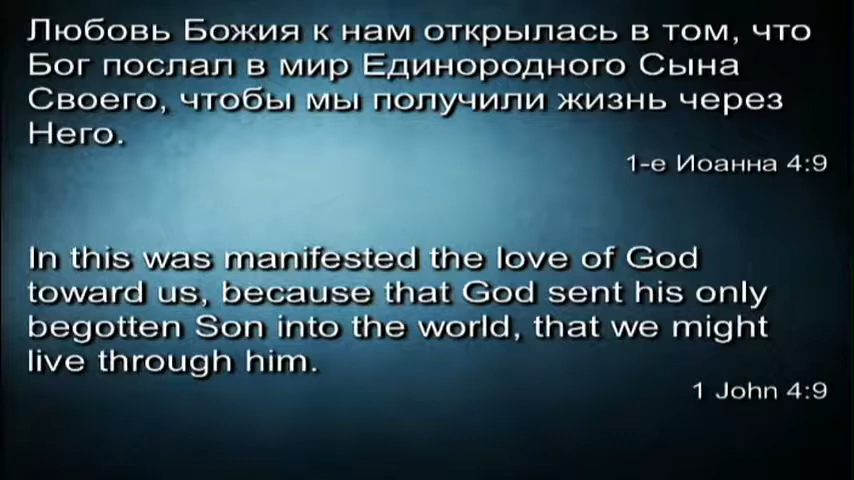 Любовь Божия к нам открылась в том, что
Бог послал в мир Единородного Сына
Своего, чтобы мы получили жизнь через
Него.
1-е Иоанна 4:9
In this was manifested the love of God
toward us, because that God sent his only
begotten Son into the world, that we might
live through him.
1 John 4:9